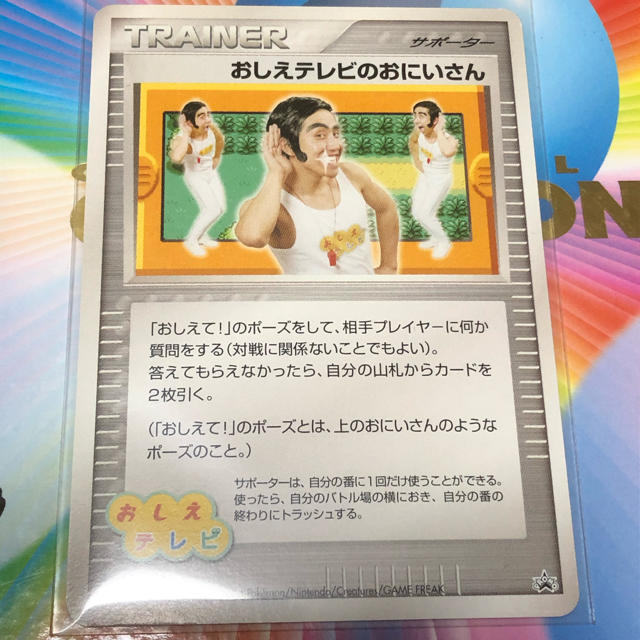 TRAINER
サポーター
おしえテレビのおにいさん
L
ON
おしえ
「おしえて!」のポーズをして、相手プレイヤーに何か
質問をする(対戦に関係ないことでもよい)。
答えてもらえなかったら、自分の山札からカードを
2枚引く。
(「おしえて!」のポーズとは、上のおにいさんのような
ポーズのこと。)
サポーターは、自分の番に1回だけ使うことができる。
使ったら、自分のバトル場の横におき、自分の番の
終わりにトラッシュする。
おしえ
テレビ
Pokémon/Nintendo/Creatures/GAME FREAK